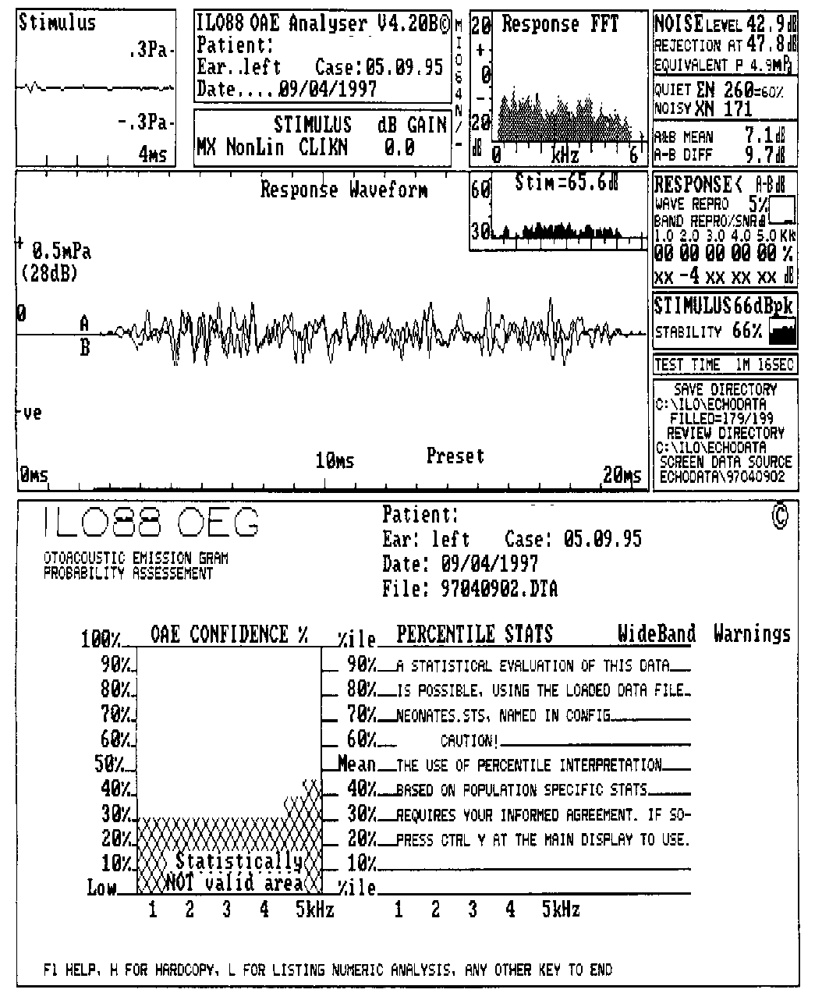 Stimulus
.3Pa-
-.3Pa-
4ms
ILO88 OAE Analyser V4.20B©
Patient:
Ear..left Case:05.09.95
Date....09/04/1997
STIMULUS dB GAIN
MX NonLin CLIKN 0.0
20 Response FFT
+
0
-
20
dB
0 kHz 6
NOISE LEVEL 42.9dB
REJECTION AT 47.8dB
EQUIVALENT P 4.9MPa
QUIET ΣN 260=60%
NOISY XN 171
A&B MEAN 7.1dB
A-B DIFF 9.7dB
Response Waveform
60 Stim=65.6dB
30
+ 0.5mPa
(28dB)
0
A
B
-ve
0ms
10ms
Preset
20ms
RESPONSE< A-BdB
WAVE REPRO 5%
BAND REPRO/SNRdB
1.0 2.0 3.0 4.0 5.0 KHz
00 00 00 00 00 %
xx -4 xx xx xx dB
STIMULUS 66dBpk
STABILITY 66%
TEST TIME 1M 16SEC
SAVE DIRECTORY
C:\ILO\ECHODATA
FILLED=179/199
REVIEW DIRECTORY
C:\ILO\ECHODATA
SCREEN DATA SOURCE
ECHODATA\97040902
ILO88 OEG
OTOACOUSTIC EMISSION GRAM
PROBABILITY ASSESSEMENT
Patient: ©
Ear: left Case: 05.09.95
Date: 09/04/1997
File: 97040902.DTA
OAE CONFIDENCE %
100%
90%
80%
70%
60%
50%
40%
30%
20%
10%
Low
Statistically
NOT valid area
1 2 3 4 5kHz
%ile PERCENTILE STATS WideBand Warnings
90% A STATISTICAL EVALUATION OF THIS DATA
80% IS POSSIBLE, USING THE LOADED DATA FILE.
70% NEONATES.STS, NAMED IN CONFIG
60% CAUTION!
Mean THE USE OF PERCENTILE INTERPRETATION
40% BASED ON POPULATION SPECIFIC STATS
30% REQUIRES YOUR INFORMED AGREEMENT. IF SO-
20% PRESS CTRL Y AT THE MAIN DISPLAY TO USE.
10%
%ile
1 2 3 4 5kHz
F1 HELP, H FOR HARDCOPY, L FOR LISTING NUMERIC ANALYSIS, ANY OTHER KEY TO END